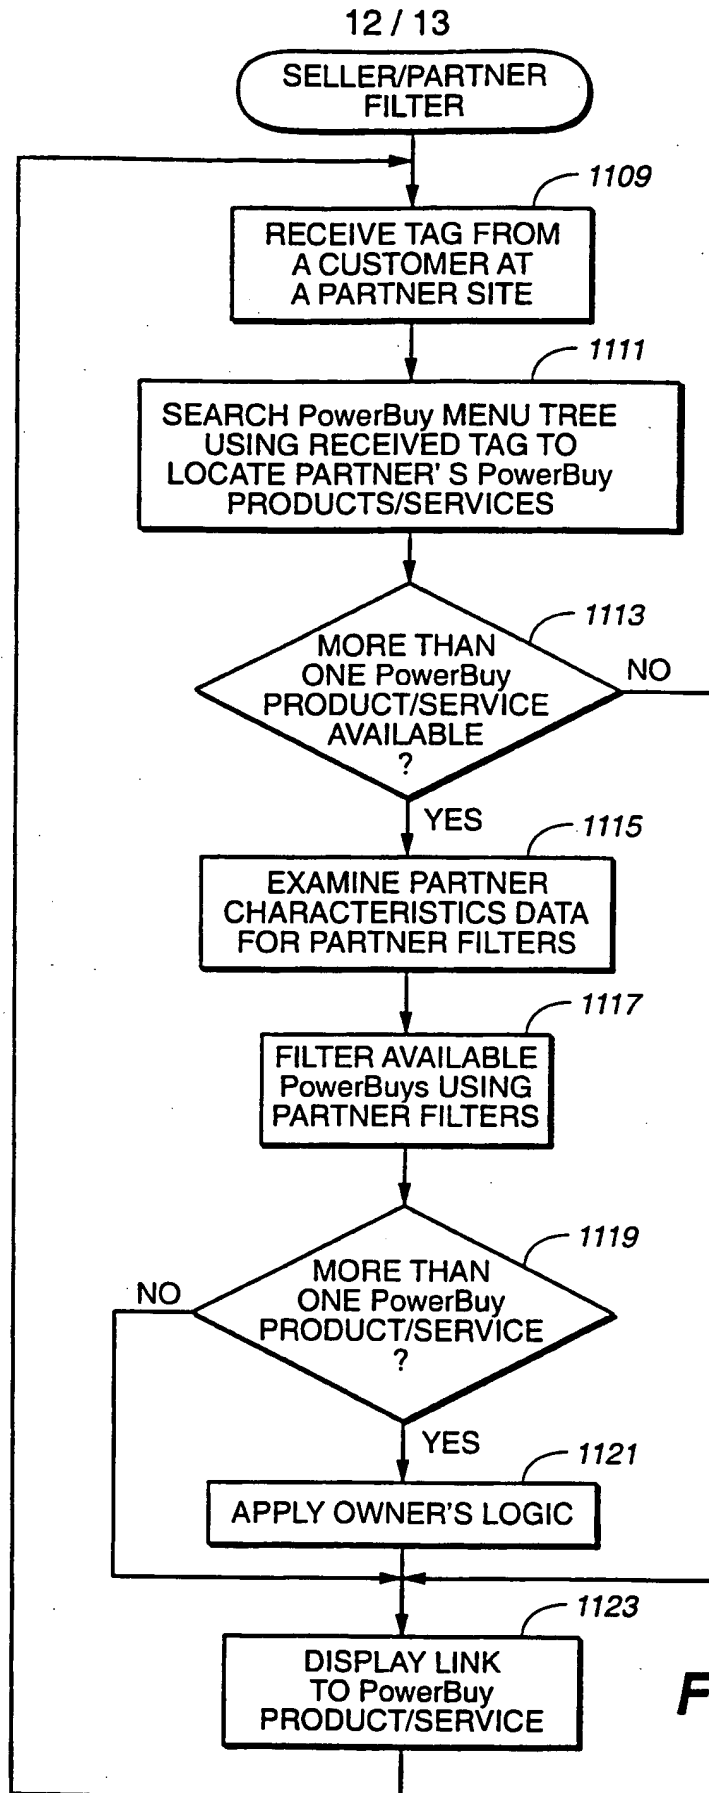 12 / 13
SELLER/PARTNER
FILTER
1109
RECEIVE TAG FROM
A CUSTOMER AT
A PARTNER SITE
1111
SEARCH PowerBuy MENU TREE
USING RECEIVED TAG TO
LOCATE PARTNER' S PowerBuy
PRODUCTS/SERVICES
1113
MORE THAN
ONE PowerBuy
PRODUCT/SERVICE
AVAILABLE
?
NO
YES
1115
EXAMINE PARTNER
CHARACTERISTICS DATA
FOR PARTNER FILTERS
1117
FILTER AVAILABLE
PowerBuys USING
PARTNER FILTERS
1119
MORE THAN
ONE PowerBuy
PRODUCT/SERVICE
?
NO
YES
1121
APPLY OWNER'S LOGIC
1123
DISPLAY LINK
TO PowerBuy
PRODUCT/SERVICE
F